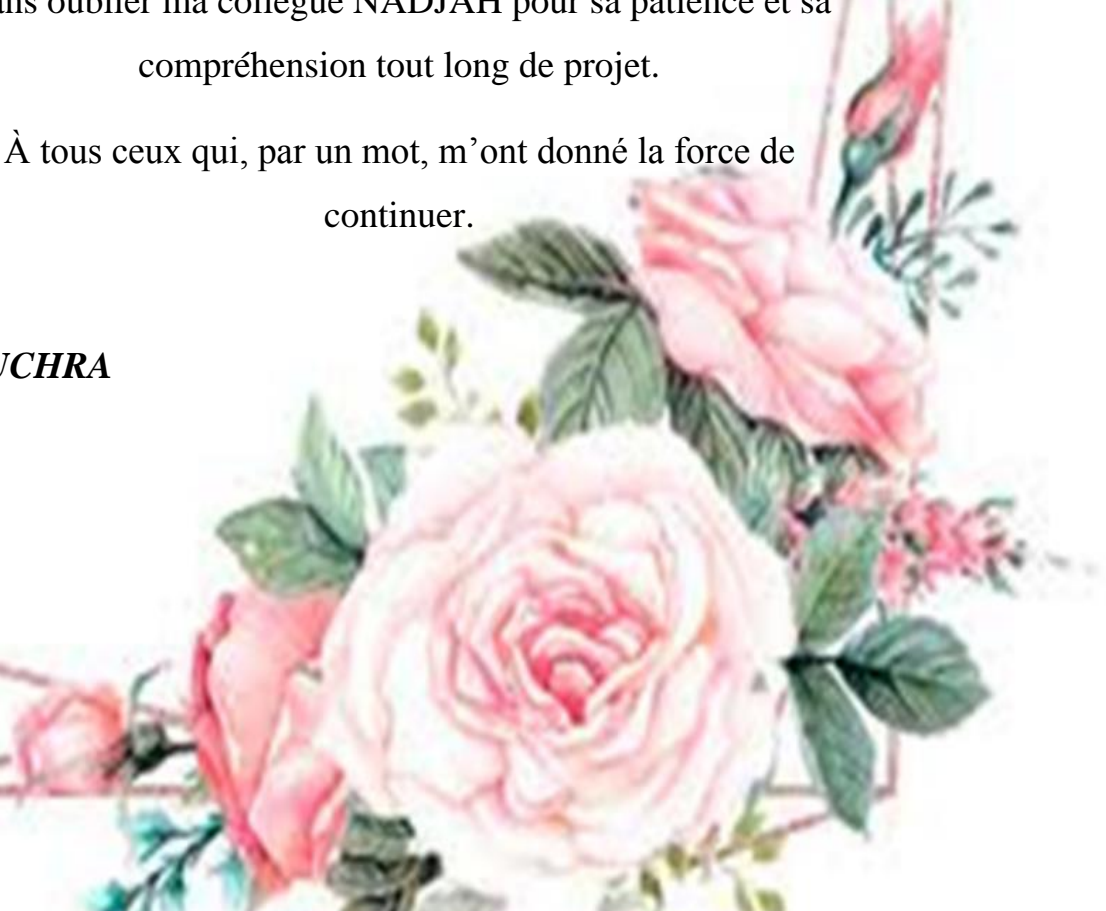 oublier ma collègue NADJAH pour sa patience et sa
compréhension tout long de projet.
À tous ceux qui, par un mot, m’ont donné la force de
continuer.
UCHRA